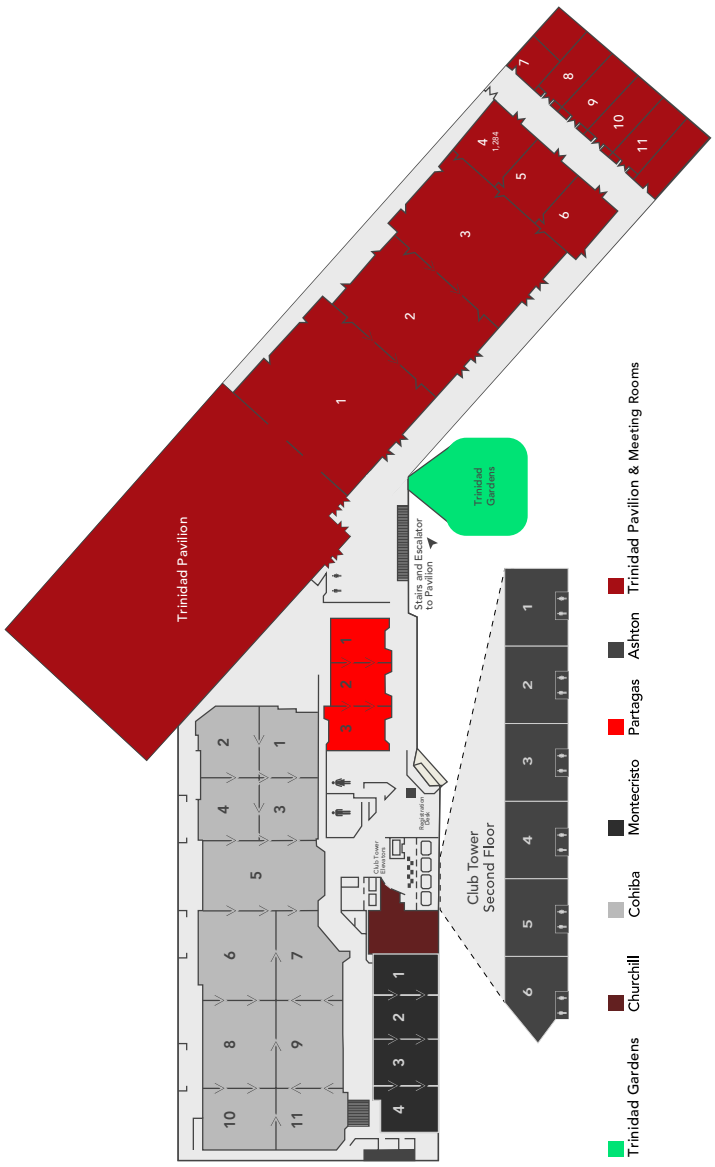 Trinidad Pavilion
1
2
3
4
1,284
5
6
7
8
9
10
11
Trinidad
Gardens
Stairs and Escalator
to Pavilion
1
2
3
Registration
Desk
Club Tower
Elevators
10
8
6
5
4
2
11
9
7
3
1
4
3
2
1
Club Tower
Second Floor
6
5
4
3
2
1
Trinidad Gardens
Churchill
Cohiba
Montecristo
Partagas
Ashton
Trinidad Pavilion & Meeting Rooms